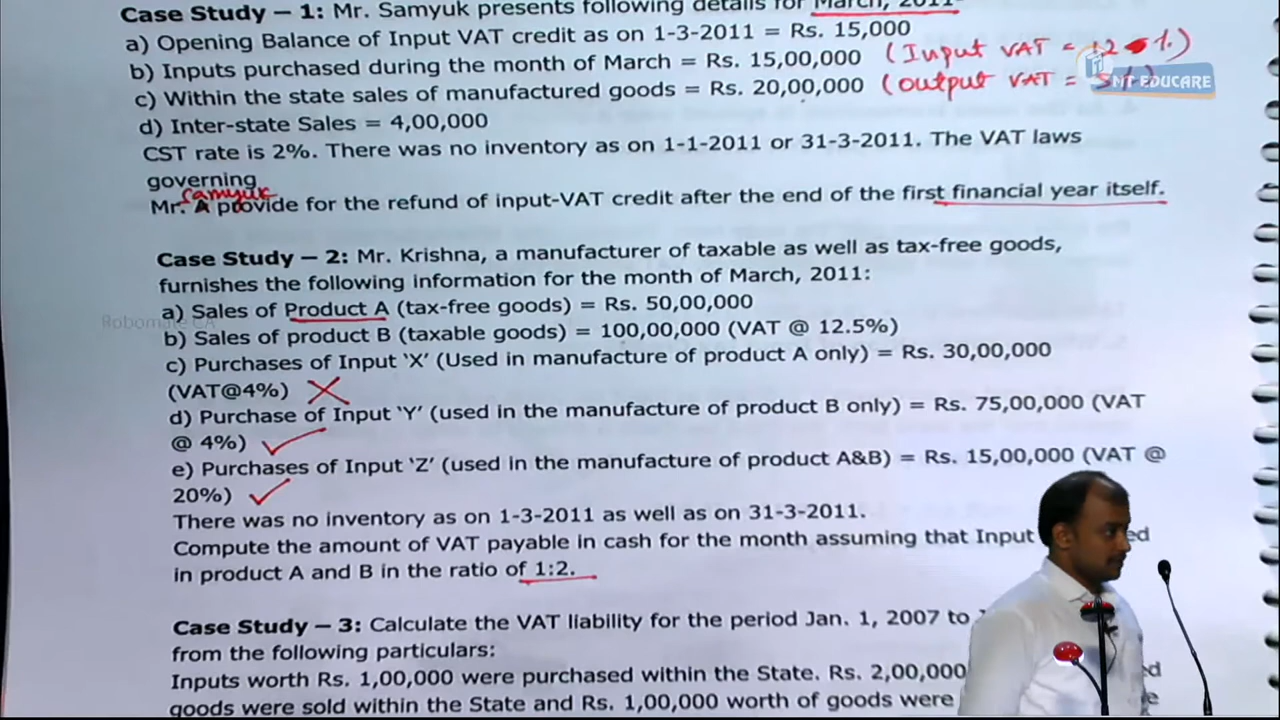 Case Study – 1: Mr. Samyuk presents following details for March, 2011-
a) Opening Balance of Input VAT credit as on 1-3-2011 = Rs. 15,000
b) Inputs purchased during the month of March = Rs. 15,00,000 (Input VAT = 12 %)
c) Within the state sales of manufactured goods = Rs. 20,00,000 (output VAT =
MT EDUCARE
d) Inter-state Sales = 4,00,000
CST rate is 2%. There was no inventory as on 1-1-2011 or 31-3-2011. The VAT laws
governing
Samyuk
Mr. A provide for the refund of input-VAT credit after the end of the first financial year itself.
Case Study – 2: Mr. Krishna, a manufacturer of taxable as well as tax-free goods,
furnishes the following information for the month of March, 2011:
a) Sales of Product A (tax-free goods) = Rs. 50,00,000
Robomate CA
b) Sales of product B (taxable goods) = 100,00,000 (VAT @ 12.5%)
c) Purchases of Input ‘X’ (Used in manufacture of product A only) = Rs. 30,00,000
(VAT@4%)
d) Purchase of Input ‘Y’ (used in the manufacture of product B only) = Rs. 75,00,000 (VAT
@ 4%)
e) Purchases of Input ‘Z’ (used in the manufacture of product A&B) = Rs. 15,00,000 (VAT @
20%)
There was no inventory as on 1-3-2011 as well as on 31-3-2011.
Compute the amount of VAT payable in cash for the month assuming that Input
in product A and B in the ratio of 1:2.
Case Study – 3: Calculate the VAT liability for the period Jan. 1, 2007 to
from the following particulars:
Inputs worth Rs. 1,00,000 were purchased within the State. Rs. 2,00,000
goods were sold within the State and Rs. 1,00,000 worth of goods were